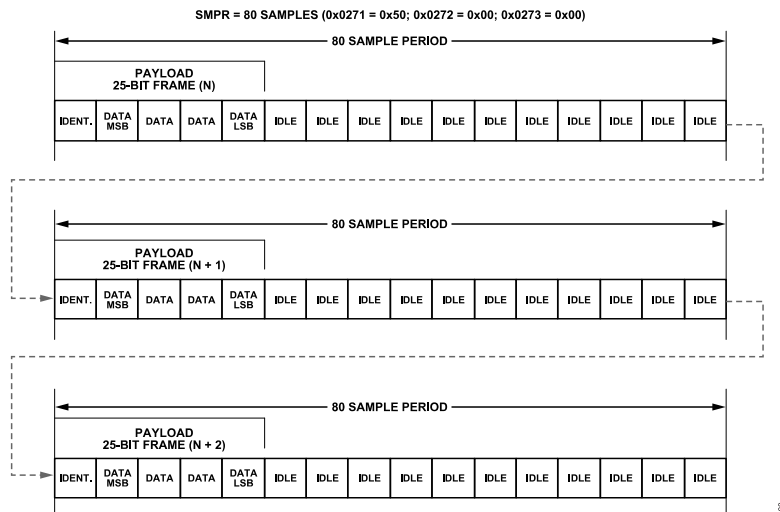 SMPR = 80 SAMPLES (0x0271 = 0x50; 0x0272 = 0x00; 0x0273 = 0x00)
80 SAMPLE PERIOD
PAYLOAD
25-BIT FRAME (N)
IDENT. DATA MSB DATA DATA DATA LSB IDLE IDLE IDLE IDLE IDLE IDLE IDLE IDLE IDLE IDLE IDLE
80 SAMPLE PERIOD
PAYLOAD
25-BIT FRAME (N + 1)
IDENT. DATA MSB DATA DATA DATA LSB IDLE IDLE IDLE IDLE IDLE IDLE IDLE IDLE IDLE IDLE IDLE
80 SAMPLE PERIOD
PAYLOAD
25-BIT FRAME (N + 2)
IDENT. DATA MSB DATA DATA DATA LSB IDLE IDLE IDLE IDLE IDLE IDLE IDLE IDLE IDLE IDLE IDLE